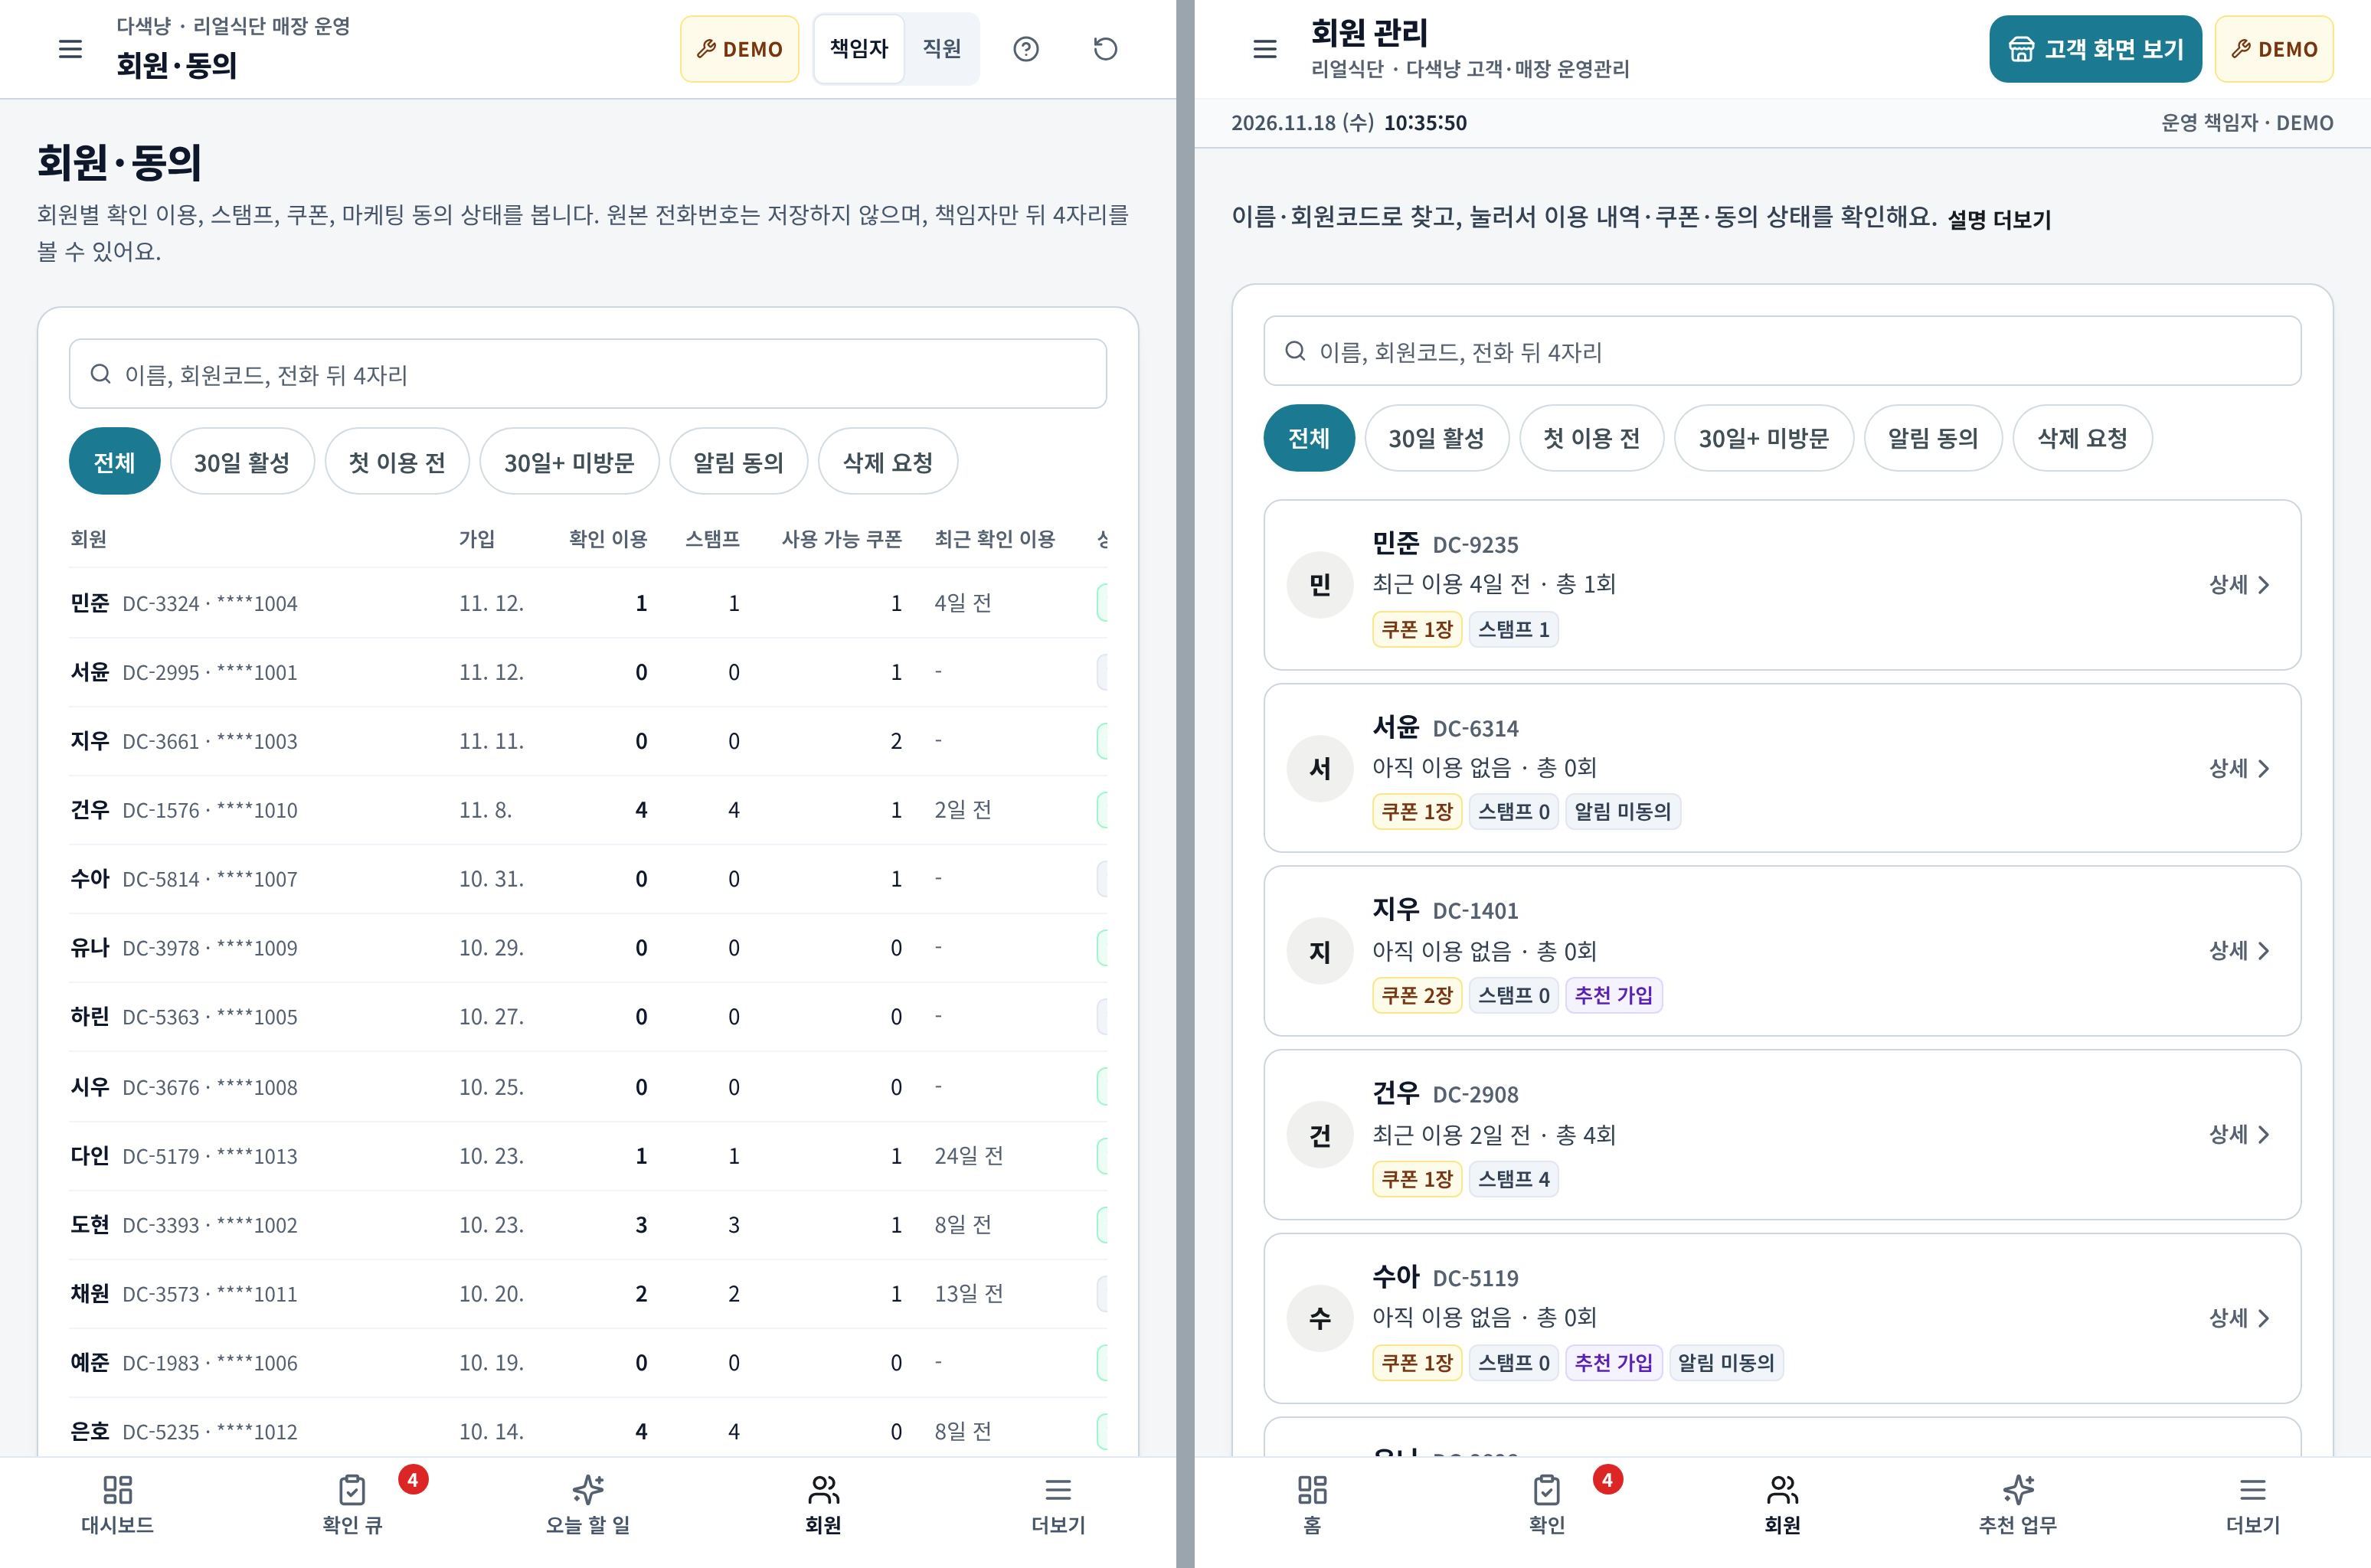 다색냥 · 리얼식단 매장 운영
회원·동의
DEMO
책임자
직원
회원·동의
회원별 확인 이용, 스탬프, 쿠폰, 마케팅 동의 상태를 봅니다. 원본 전화번호는 저장하지 않으며, 책임자만 뒤 4자리를
볼 수 있어요.
이름, 회원코드, 전화 뒤 4자리
전체 30일 활성 첫 이용 전 30일+ 미방문 알림 동의 삭제 요청
회원 가입 확인 이용 스탬프 사용 가능 쿠폰 최근 확인 이용
민준 DC-3324 · ****1004 11. 12. 1 1 1 4일 전
서윤 DC-2995 · ****1001 11. 12. 0 0 1 -
지우 DC-3661 · ****1003 11. 11. 0 0 2 -
건우 DC-1576 · ****1010 11. 8. 4 4 1 2일 전
수아 DC-5814 · ****1007 10. 31. 0 0 1 -
유나 DC-3978 · ****1009 10. 29. 0 0 0 -
하린 DC-5363 · ****1005 10. 27. 0 0 0 -
시우 DC-3676 · ****1008 10. 25. 0 0 0 -
다인 DC-5179 · ****1013 10. 23. 1 1 1 24일 전
도현 DC-3393 · ****1002 10. 23. 3 3 1 8일 전
채원 DC-3573 · ****1011 10. 20. 2 2 1 13일 전
예준 DC-1983 · ****1006 10. 19. 0 0 0 -
은호 DC-5235 · ****1012 10. 14. 4 4 0 8일 전
대시보드
확인 큐 4
오늘 할 일
회원
더보기
회원 관리
리얼식단 · 다색냥 고객·매장 운영관리
고객 화면 보기
DEMO
2026.11.18 (수) 10:35:50
운영 책임자 · DEMO
이름·회원코드로 찾고, 눌러서 이용 내역·쿠폰·동의 상태를 확인해요. 설명 더보기
이름, 회원코드, 전화 뒤 4자리
전체 30일 활성 첫 이용 전 30일+ 미방문 알림 동의 삭제 요청
민
민준 DC-9235
최근 이용 4일 전 · 총 1회
쿠폰 1장 스탬프 1
상세
서
서윤 DC-6314
아직 이용 없음 · 총 0회
쿠폰 1장 스탬프 0 알림 미동의
상세
지
지우 DC-1401
아직 이용 없음 · 총 0회
쿠폰 2장 스탬프 0 추천 가입
상세
건
건우 DC-2908
최근 이용 2일 전 · 총 4회
쿠폰 1장 스탬프 4
상세
수
수아 DC-5119
아직 이용 없음 · 총 0회
쿠폰 1장 스탬프 0 추천 가입 알림 미동의
상세
홈
확인 4
회원
추천 업무
더보기